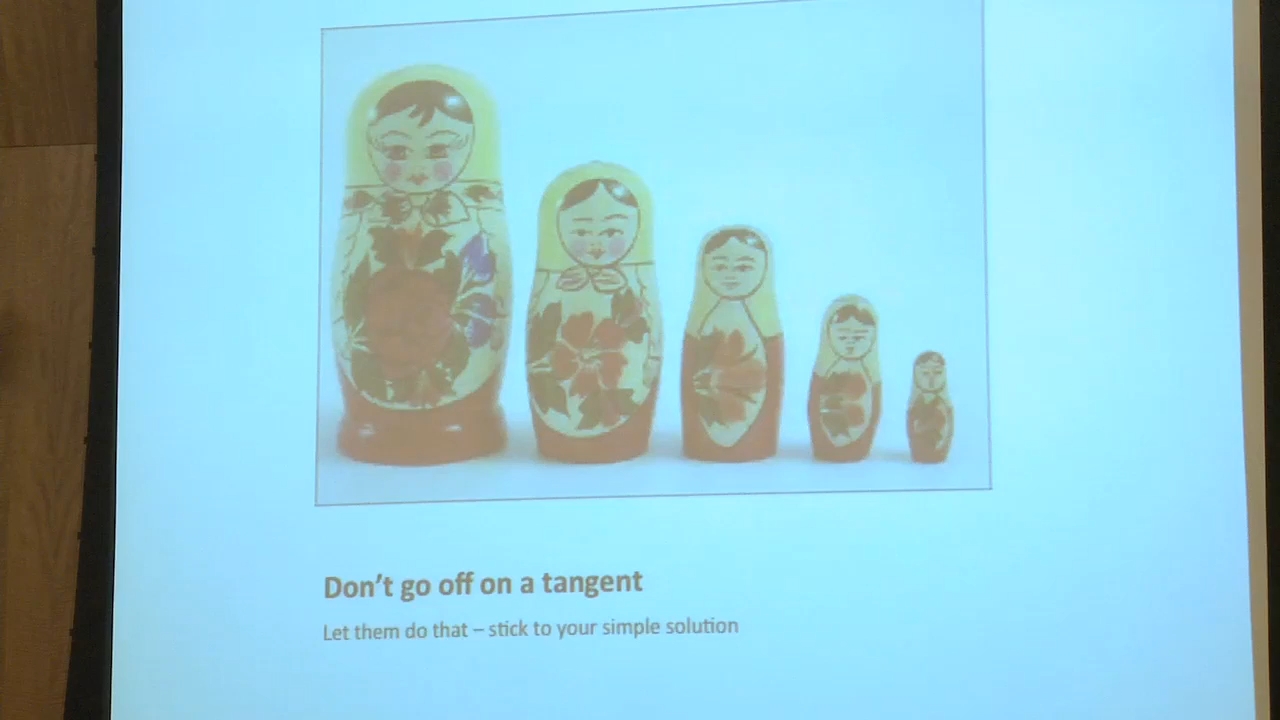 Don't go off on a tangent
Let them do that – stick to your simple solution